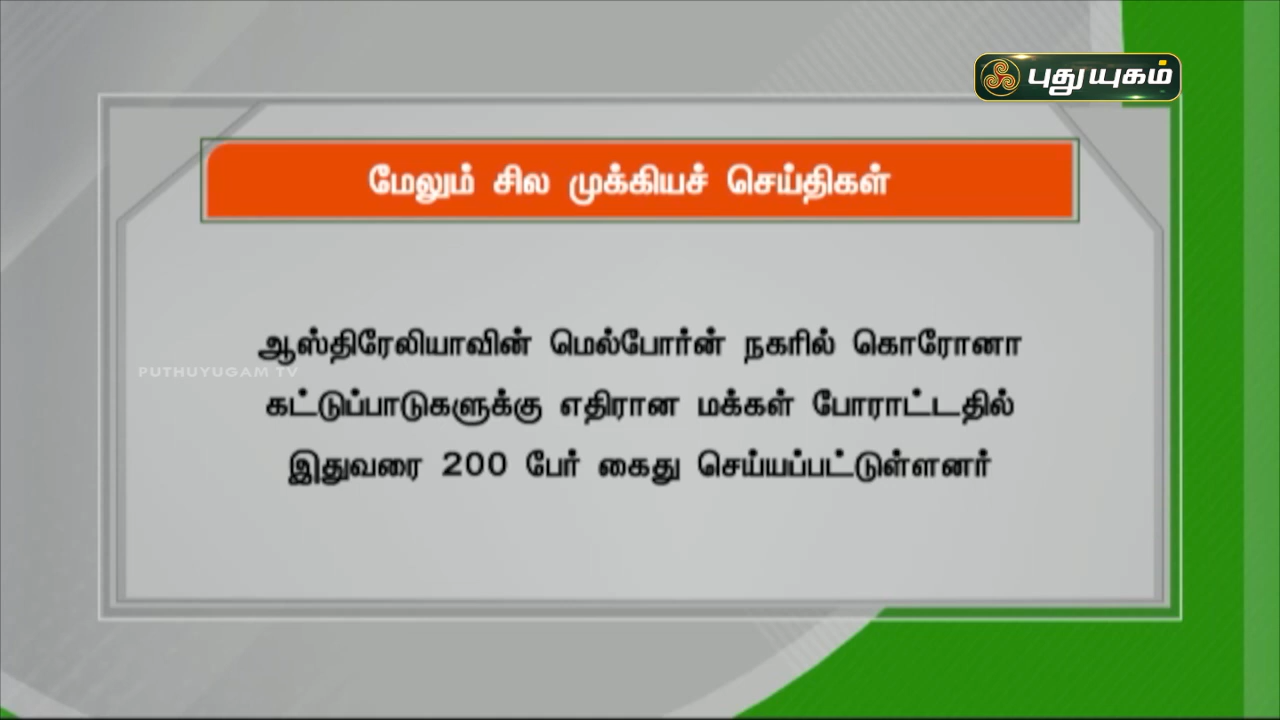 புதுயுகம்
மேலும் சில முக்கியச் செய்திகள்
ஆஸ்திரேலியாவின் மெல்போர்ன் நகரில் கொரோனா
PUTHUYUGAM TV
கட்டுப்பாடுகளுக்கு எதிரான மக்கள் போராட்டதில்
இதுவரை 200 பேர் கைது செய்யப்பட்டுள்ளனர்